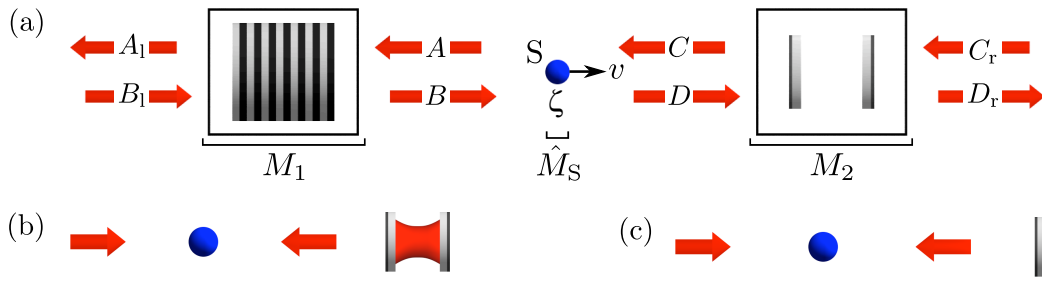 (a)
A_l A S C C_r
v
B_l B ζ D D_r
M_1 M̂_S M_2
(b) (c)